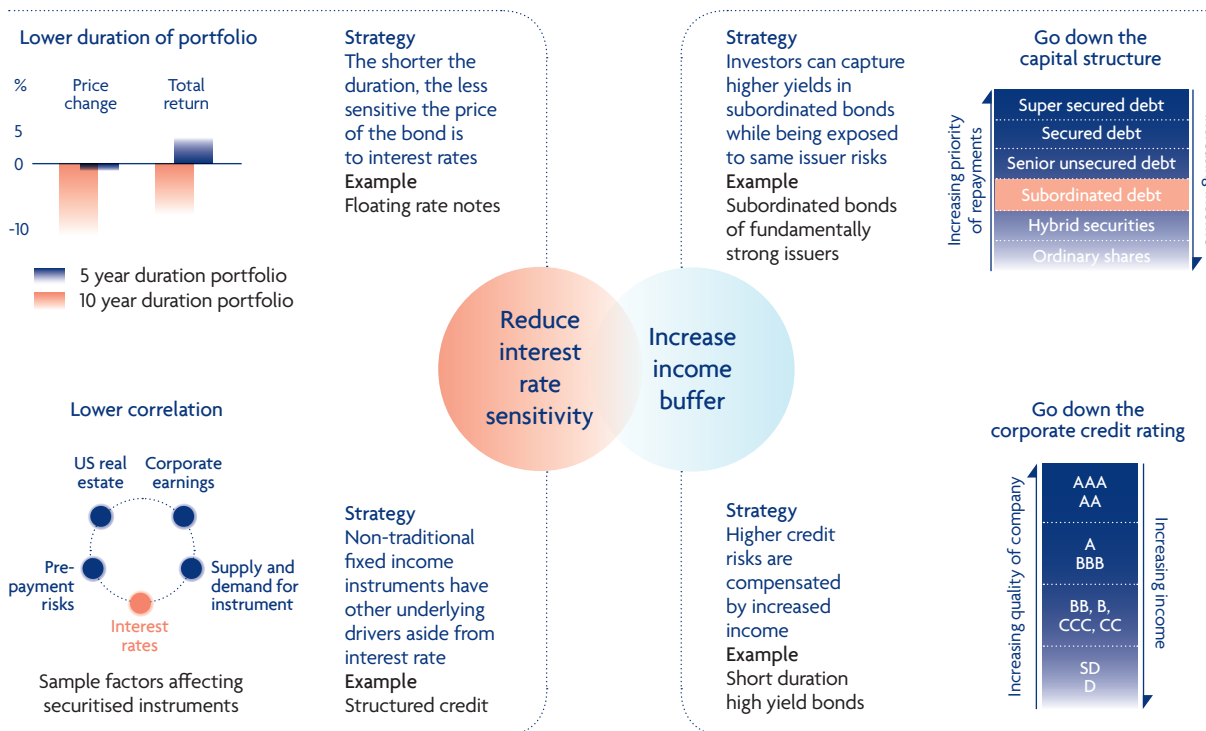 Lower duration of portfolio
%
Price
change
Total
return
5
0
-10
5 year duration portfolio
10 year duration portfolio
Strategy
The shorter the
duration, the less
sensitive the price
of the bond is
to interest rates
Example
Floating rate notes
Strategy
Investors can capture
higher yields in
subordinated bonds
while being exposed
to same issuer risks
Example
Subordinated bonds
of fundamentally
strong issuers
Go down the
capital structure
Increasing priority
of repayments
Super secured debt
Secured debt
Senior unsecured debt
Subordinated debt
Hybrid securities
Ordinary shares
Reduce
interest
rate
sensitivity
Increase
income
buffer
Lower correlation
US real
estate
Corporate
earnings
Pre-
payment
risks
Supply and
demand for
instrument
Interest
rates
Sample factors affecting
securitised instruments
Strategy
Non-traditional
fixed income
instruments have
other underlying
drivers aside from
interest rate
Example
Structured credit
Strategy
Higher credit
risks are
compensated
by increased
income
Example
Short duration
high yield bonds
Go down the
corporate credit rating
Increasing quality of company
AAA
AA
A
BBB
BB, B,
CCC, CC
SD
D
Increasing income